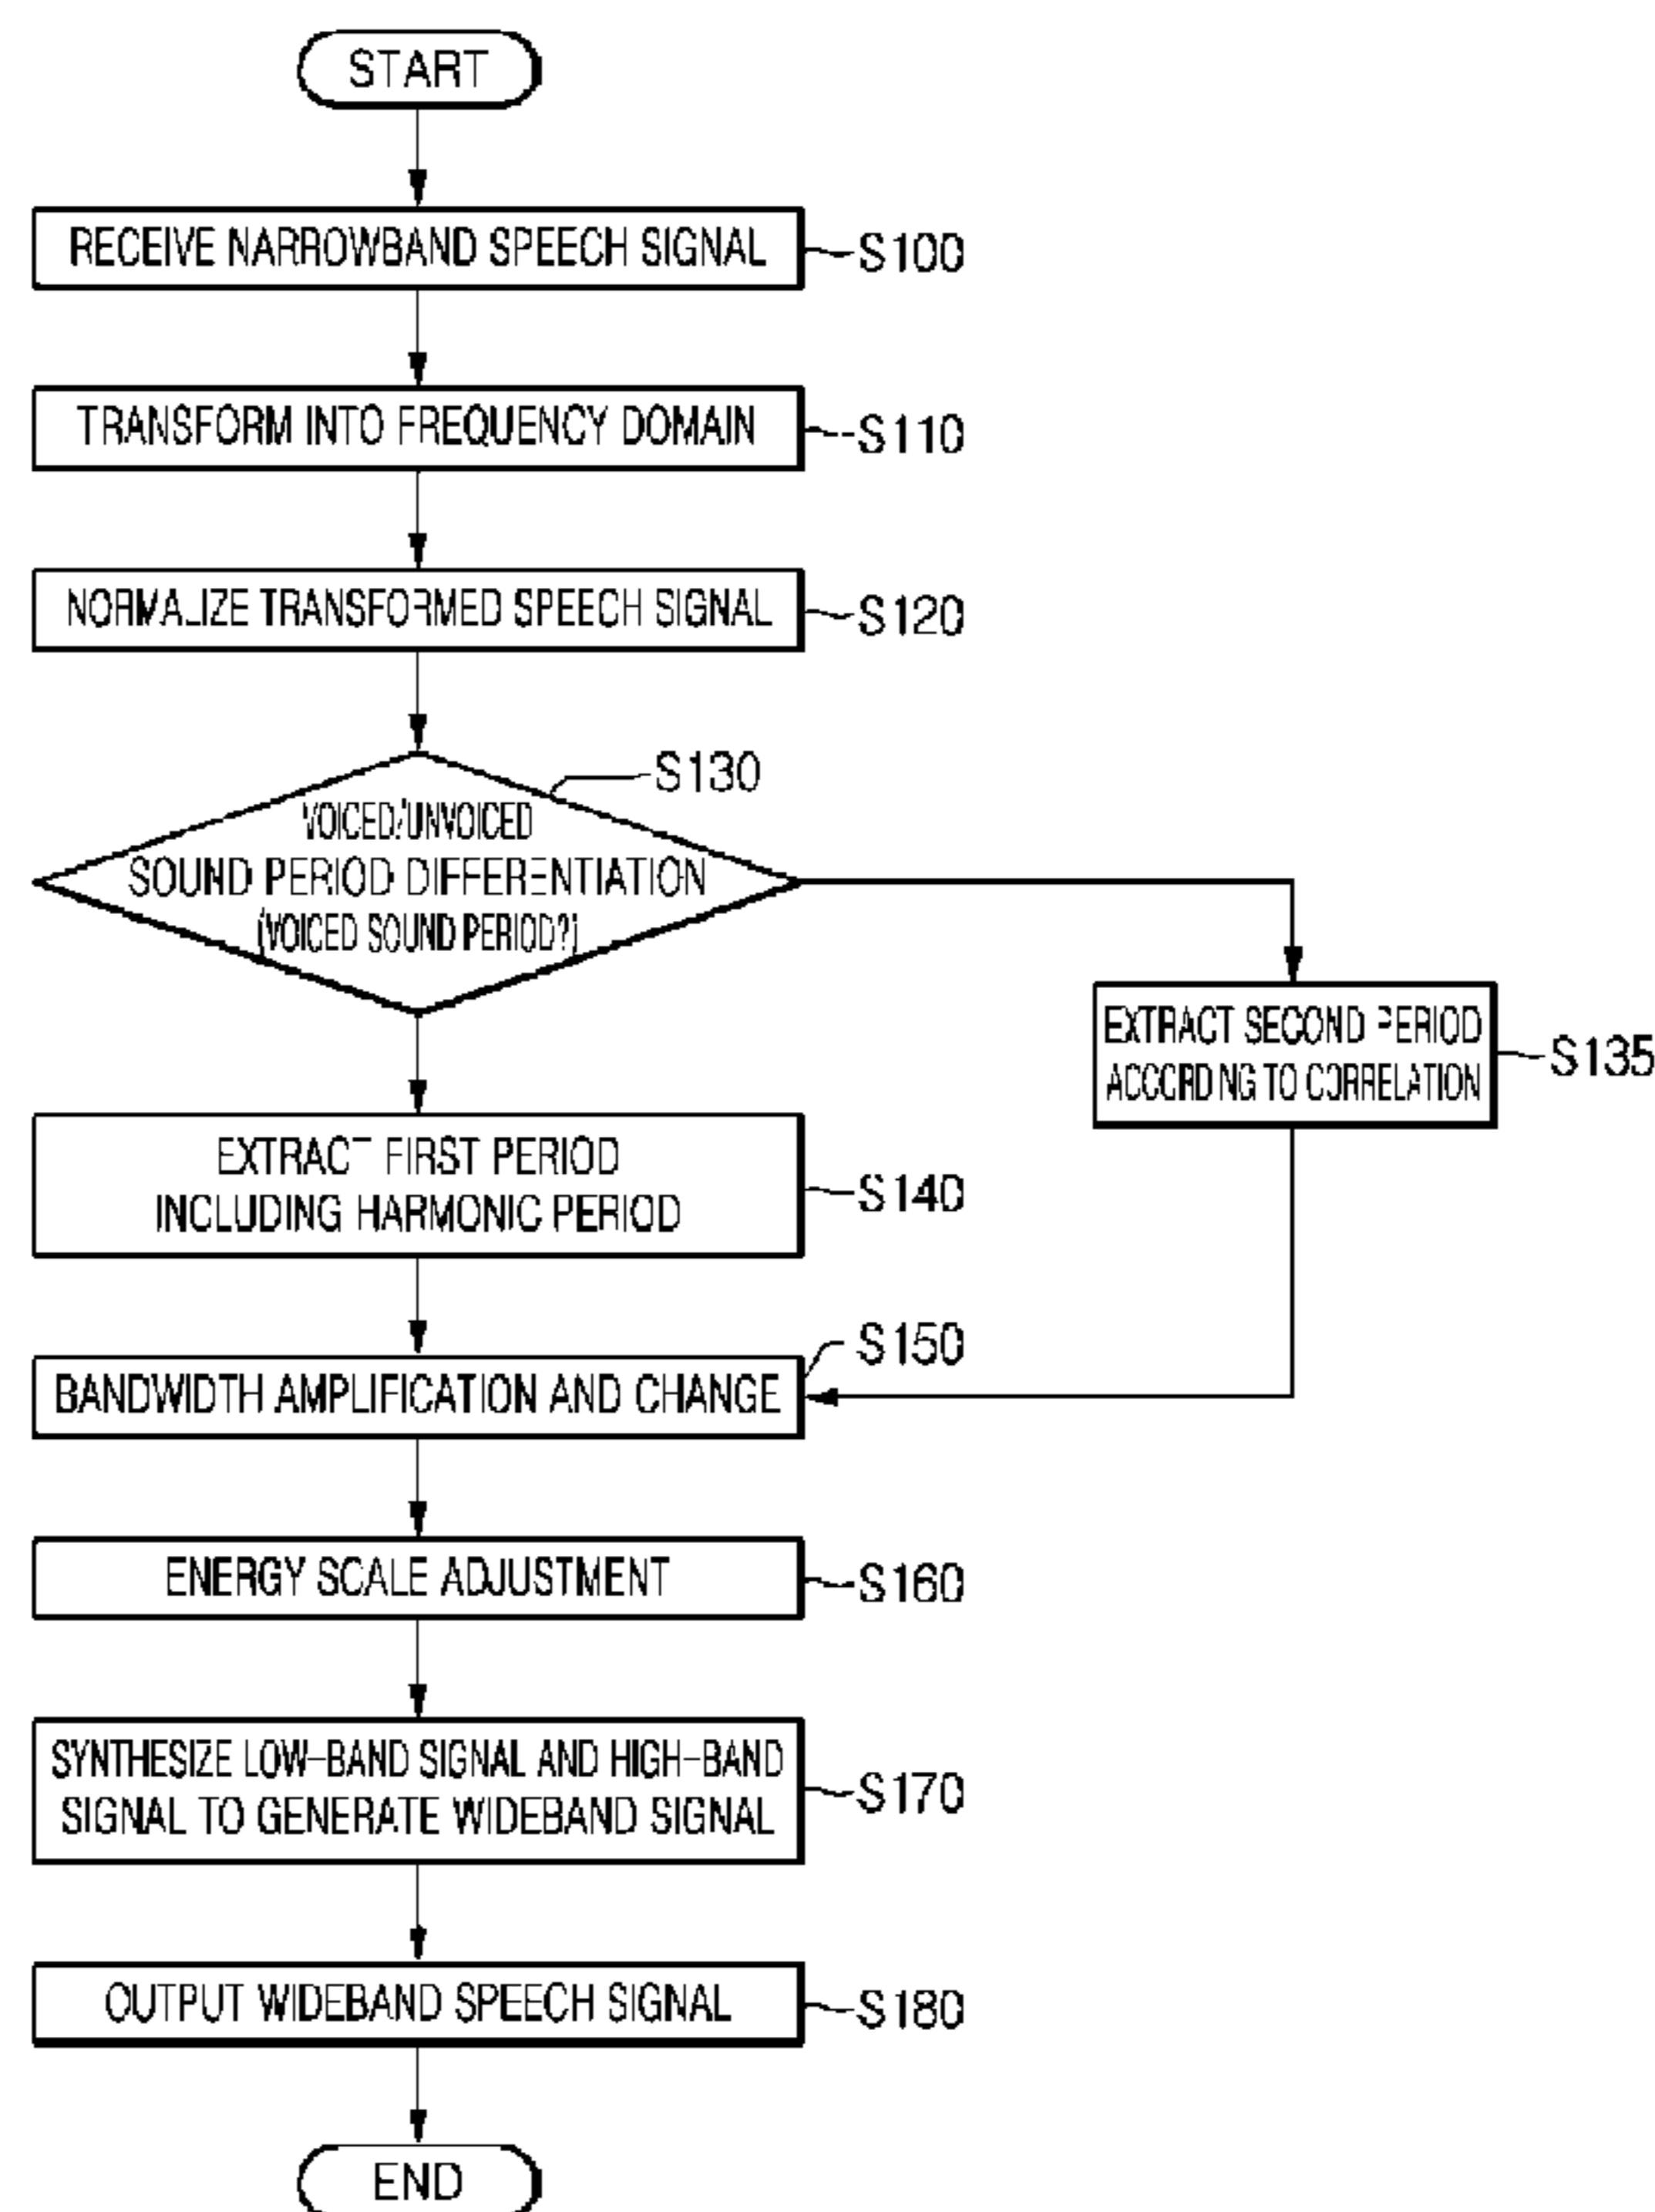 START
RECEIVE NARROWBAND SPEECH SIGNAL
S100
TRANSFORM INTO FREQUENCY DOMAIN
S110
NORMALIZE TRANSFORMED SPEECH SIGNAL
S120
S130
VOICED/UNVOICED
SOUND PERIOD DIFFERENTIATION
(VOICED SOUND PERIOD?)
EXTRACT SECOND PERIOD
ACCORDING TO CORRELATION
S135
EXTRACT FIRST PERIOD
INCLUDING HARMONIC PERIOD
S140
S150
BANDWIDTH AMPLIFICATION AND CHANGE
ENERGY SCALE ADJUSTMENT
S160
SYNTHESIZE LOW-BAND SIGNAL AND HIGH-BAND
SIGNAL TO GENERATE WIDEBAND SIGNAL
S170
OUTPUT WIDEBAND SPEECH SIGNAL
S180
END